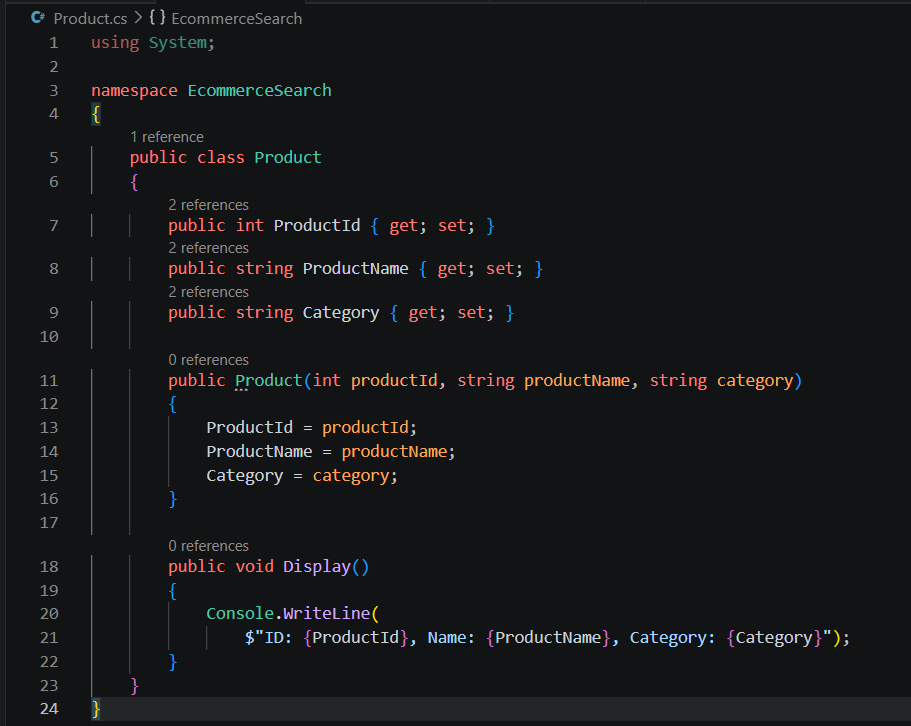 C# Product.cs > {} EcommerceSearch
1 using System;
2
3 namespace EcommerceSearch
4 {
1 reference
5 public class Product
6 {
2 references
7 public int ProductId { get; set; }
2 references
8 public string ProductName { get; set; }
2 references
9 public string Category { get; set; }
10
0 references
11 public Product(int productId, string productName, string category)
12 {
13 ProductId = productId;
14 ProductName = productName;
15 Category = category;
16 }
17
0 references
18 public void Display()
19 {
20 Console.WriteLine(
21 $"ID: {ProductId}, Name: {ProductName}, Category: {Category}");
22 }
23 }
24 }